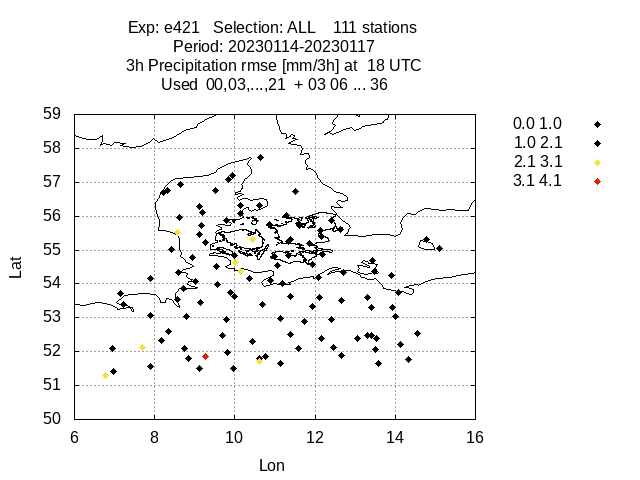 Exp: e421 Selection: ALL 111 stations
Period: 20230114-20230117
3h Precipitation rmse [mm/3h] at 18 UTC
Used 00,03,...,21 + 03 06 ... 36
0.0 1.0
1.0 2.1
2.1 3.1
3.1 4.1
59
58
57
56
55
54
53
52
51
50
Lat
6 8 10 12 14 16
Lon